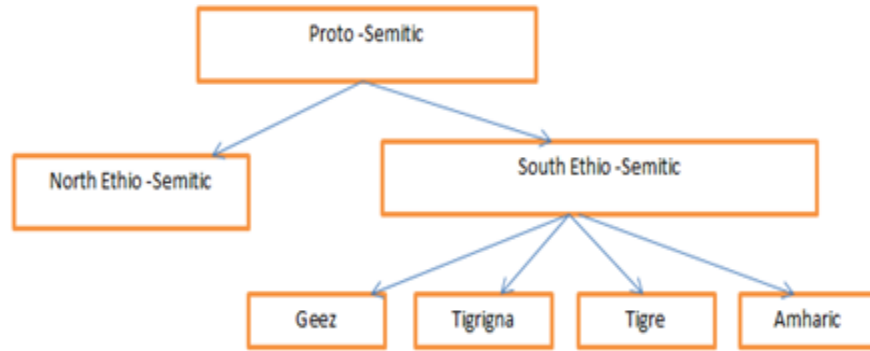 Proto -Semitic
North Ethio -Semitic
South Ethio -Semitic
Geez
Tigrigna
Tigre
Amharic